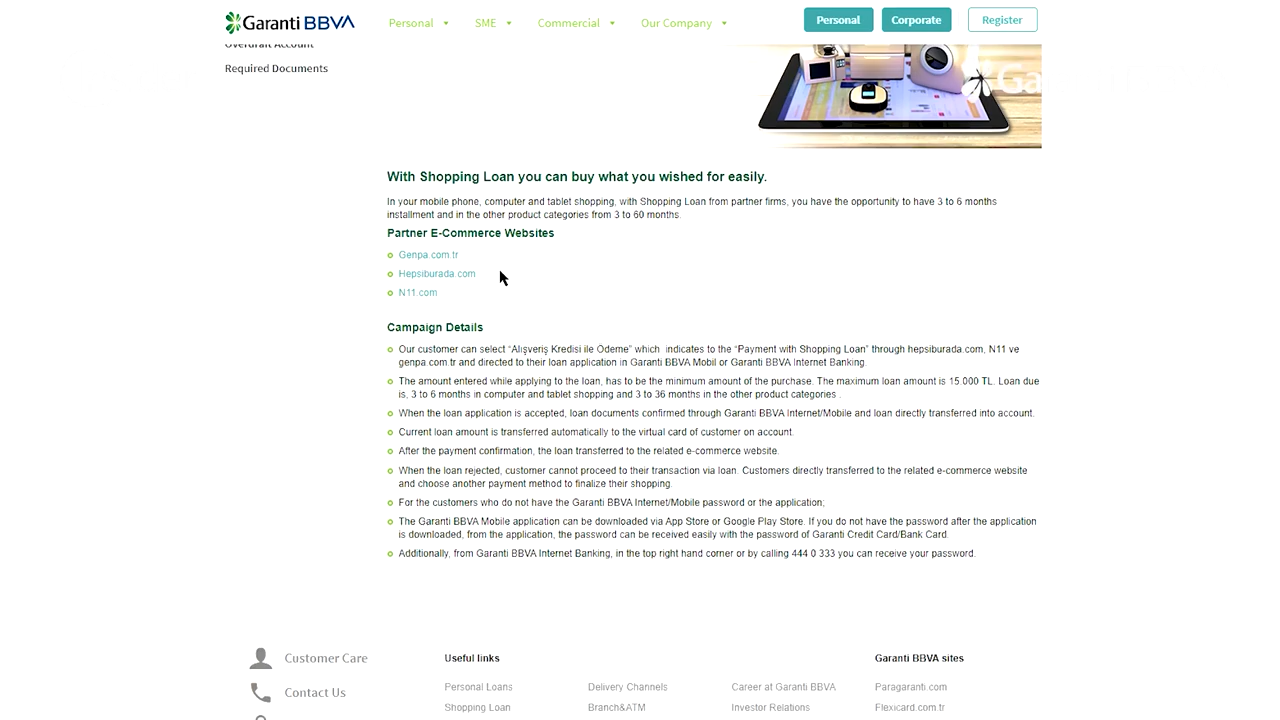 Garanti BBVA
Personal
SME
Commercial
Our Company
Personal
Corporate
Register
Overdraft Account
Required Documents
With Shopping Loan you can buy what you wished for easily.
In your mobile phone, computer and tablet shopping, with Shopping Loan from partner firms, you have the opportunity to have 3 to 6 months
installment and in the other product categories from 3 to 60 months.
Partner E-Commerce Websites
Genpa.com.tr
Hepsiburada.com
N11.com
Campaign Details
Our customer can select “Alışveriş Kredisi ile Ödeme” which indicates to the “Payment with Shopping Loan” through hepsiburada.com, N11 ve
genpa.com.tr and directed to their loan application in Garanti BBVA Mobil or Garanti BBVA Internet Banking.
The amount entered while applying to the loan, has to be the minimum amount of the purchase. The maximum loan amount is 15.000 TL. Loan due
is, 3 to 6 months in computer and tablet shopping and 3 to 36 months in the other product categories .
When the loan application is accepted, loan documents confirmed through Garanti BBVA Internet/Mobile and loan directly transferred into account.
Current loan amount is transferred automatically to the virtual card of customer on account.
After the payment confirmation, the loan transferred to the related e-commerce website.
When the loan rejected, customer cannot proceed to their transaction via loan. Customers directly transferred to the related e-commerce website
and choose another payment method to finalize their shopping.
For the customers who do not have the Garanti BBVA Internet/Mobile password or the application;
The Garanti BBVA Mobile application can be downloaded via App Store or Google Play Store. If you do not have the password after the application
is downloaded, from the application, the password can be received easily with the password of Garanti Credit Card/Bank Card.
Additionally, from Garanti BBVA Internet Banking, in the top right hand corner or by calling 444 0 333 you can receive your password.
Customer Care
Contact Us
Useful links
Personal Loans
Shopping Loan
Delivery Channels
Branch&ATM
Career at Garanti BBVA
Investor Relations
Garanti BBVA sites
Paragaranti.com
Flexicard.com.tr